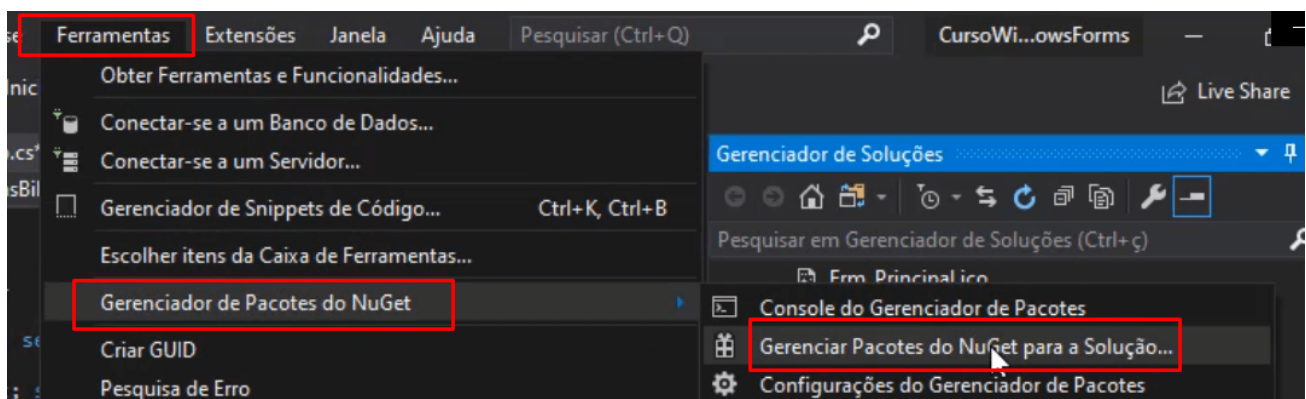 Ferramentas Extensões Janela Ajuda Pesquisar (Ctrl+Q) CursoWi...owsForms
Obter Ferramentas e Funcionalidades...
Live Share
Conectar-se a um Banco de Dados...
.cs*
Conectar-se a um Servidor...
Gerenciador de Soluções
Gerenciador de Snippets de Código... Ctrl+K, Ctrl+B
Pesquisar em Gerenciador de Soluções (Ctrl+ç)
Escolher itens da Caixa de Ferramentas...
Frm_Principal.ico
Gerenciador de Pacotes do NuGet
Console do Gerenciador de Pacotes
Criar GUID
Gerenciar Pacotes do NuGet para a Solução...
Pesquisa de Erro
Configurações do Gerenciador de Pacotes